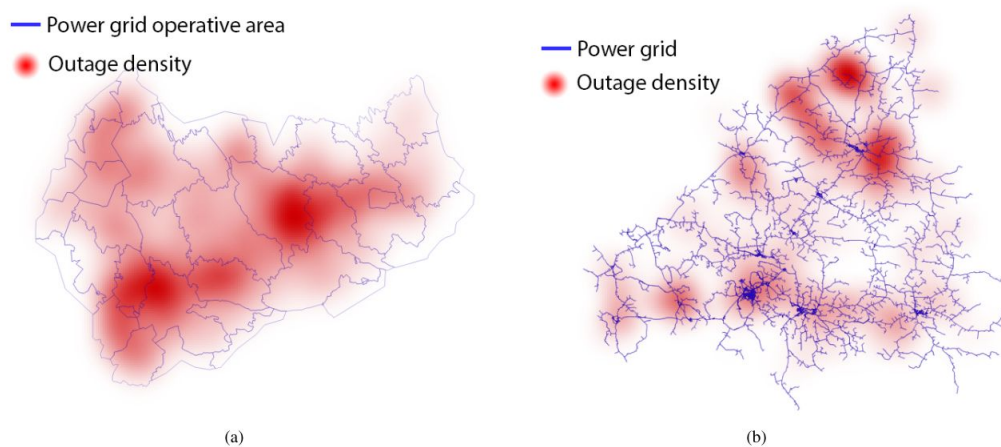 Power grid operative area
Outage density
Power grid
Outage density
(a)
(b)